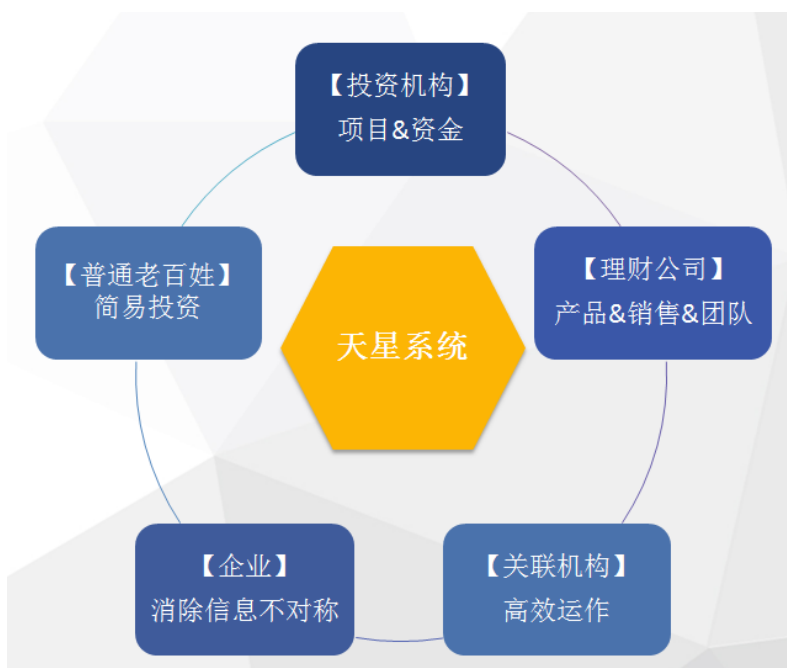 【投资机构】
项目&资金
【普通老百姓】
简易投资
【理财公司】
产品&销售&团队
天星系统
【企业】
消除信息不对称
【关联机构】
高效运作